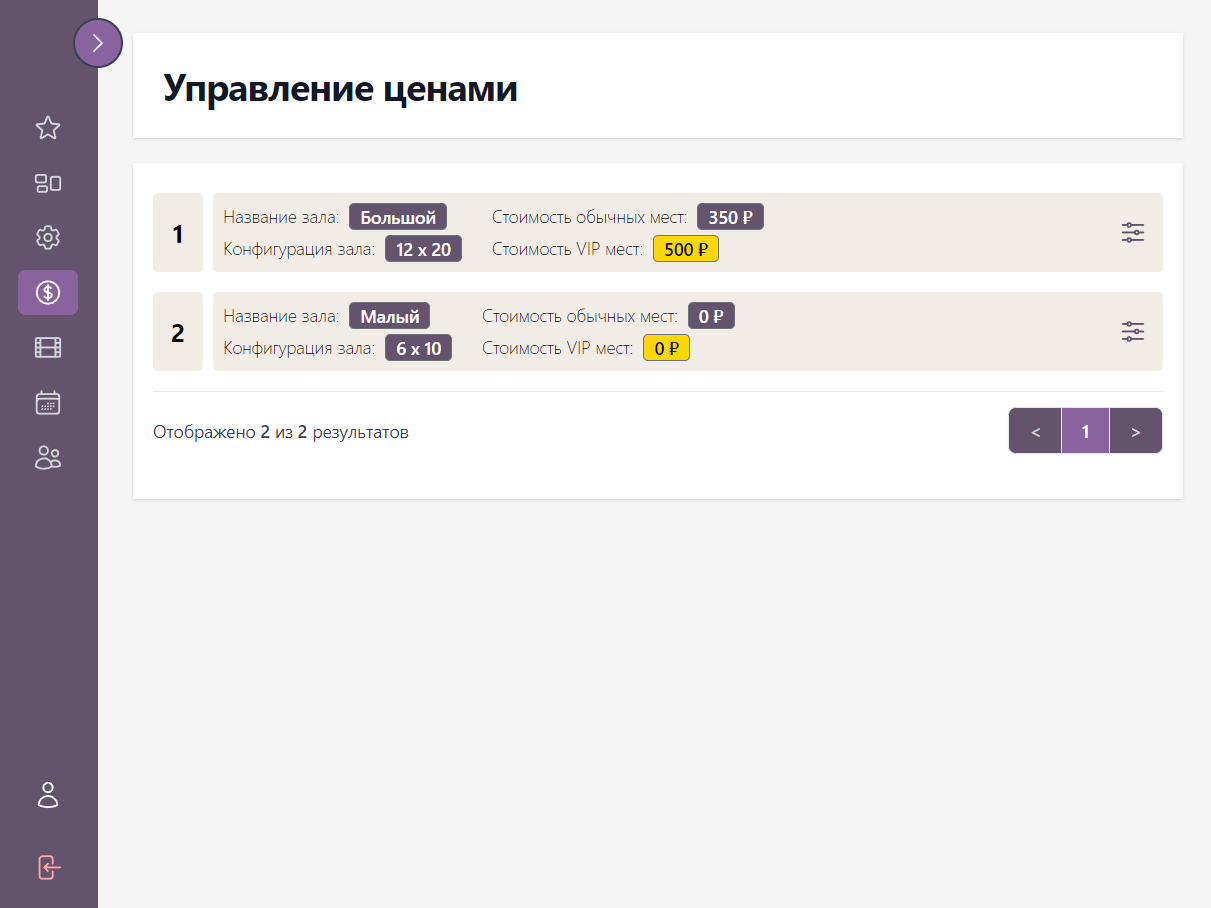 Управление ценами
1
Название зала: Большой Стоимость обычных мест: 350 ₽
Конфигурация зала: 12 x 20 Стоимость VIP мест: 500 ₽
2
Название зала: Малый Стоимость обычных мест: 0 ₽
Конфигурация зала: 6 x 10 Стоимость VIP мест: 0 ₽
Отображено 2 из 2 результатов
< 1 >